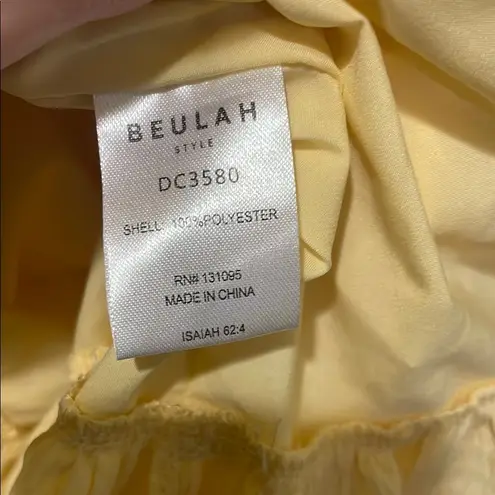 BEULAH
STYLE
DC3580
SHELL: 100%POLYESTER
RN# 131095
MADE IN CHINA
ISAIAH 62:4